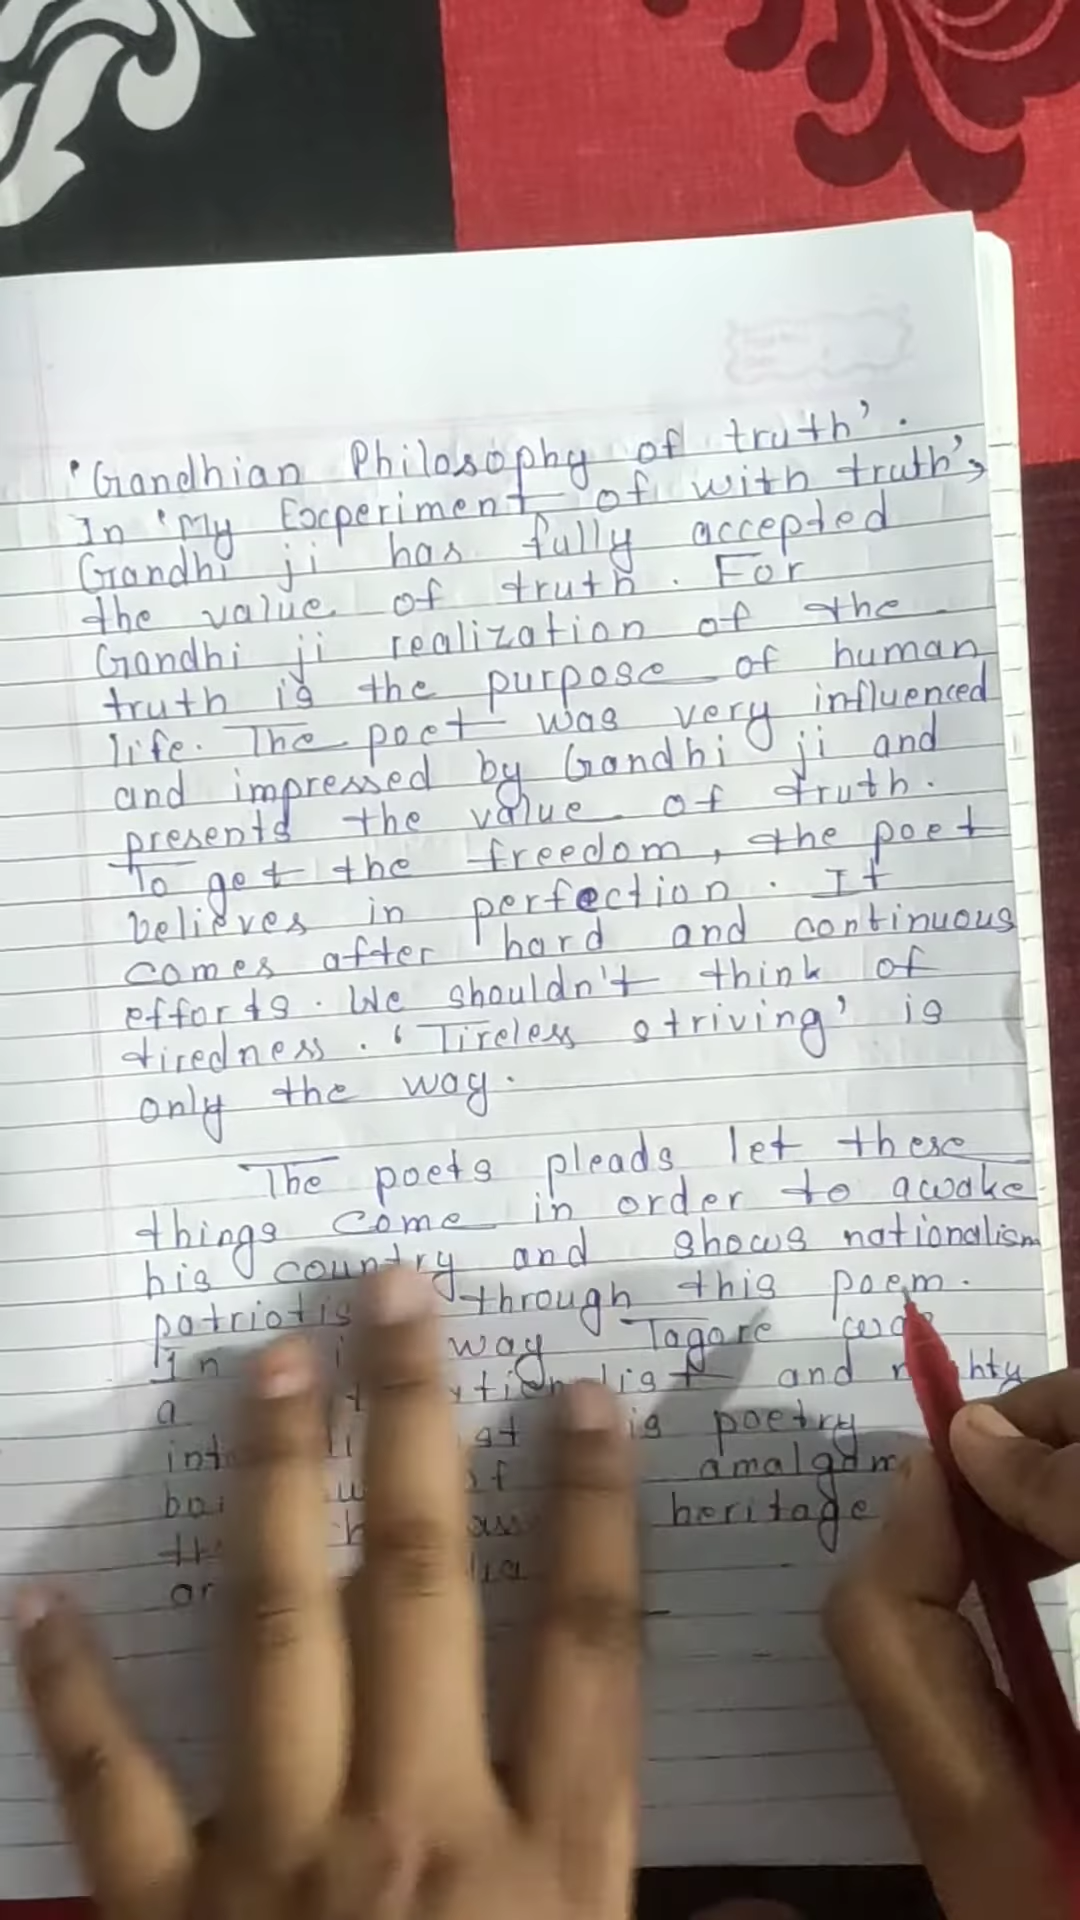 'Gandhian Philosophy of truth'.
In 'My Experiment of with truth',
Gandhi ji has fully accepted
the value of truth. For
Gandhi ji realization of the
truth is the purpose of human
life. The poet was very influenced
and impressed by Gandhi ji and
presents the value of truth.
To get the freedom, the poet
believes in perfection. It
comes after hard and continuous
efforts. We shouldn't think of
tiredness. 'Tireless striving' is
only the way.
The poets pleads let these
things come in order to awake
his country and shows nationalism
through this poem.
In way Tagore
a and
poetry
heritage